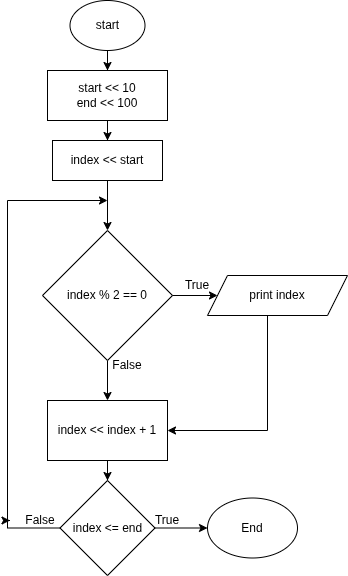 start
start << 10
end << 100
index << start
index % 2 == 0
True
print index
False
index << index + 1
False
index <= end
True
End